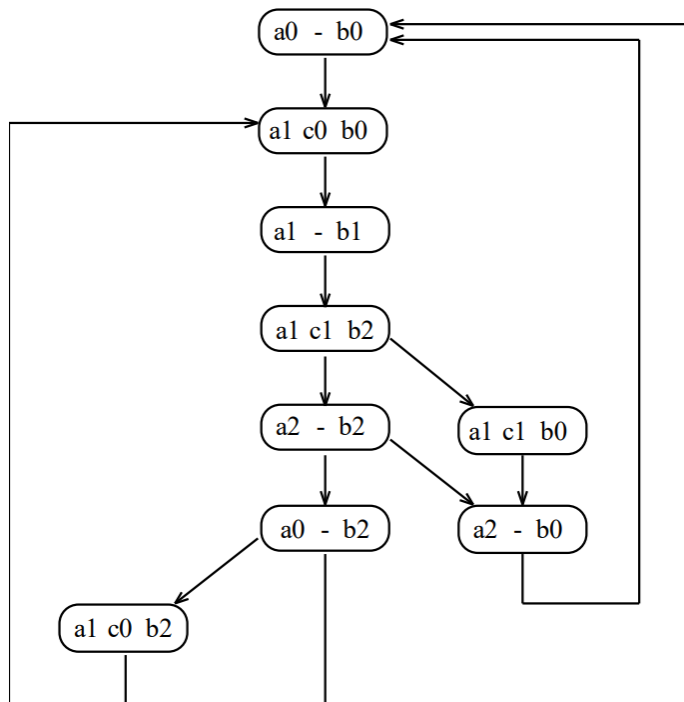 a0 - b0
a1 c0 b0
a1 - b1
a1 c1 b2
a2 - b2
a1 c1 b0
a0 - b2
a2 - b0
a1 c0 b2